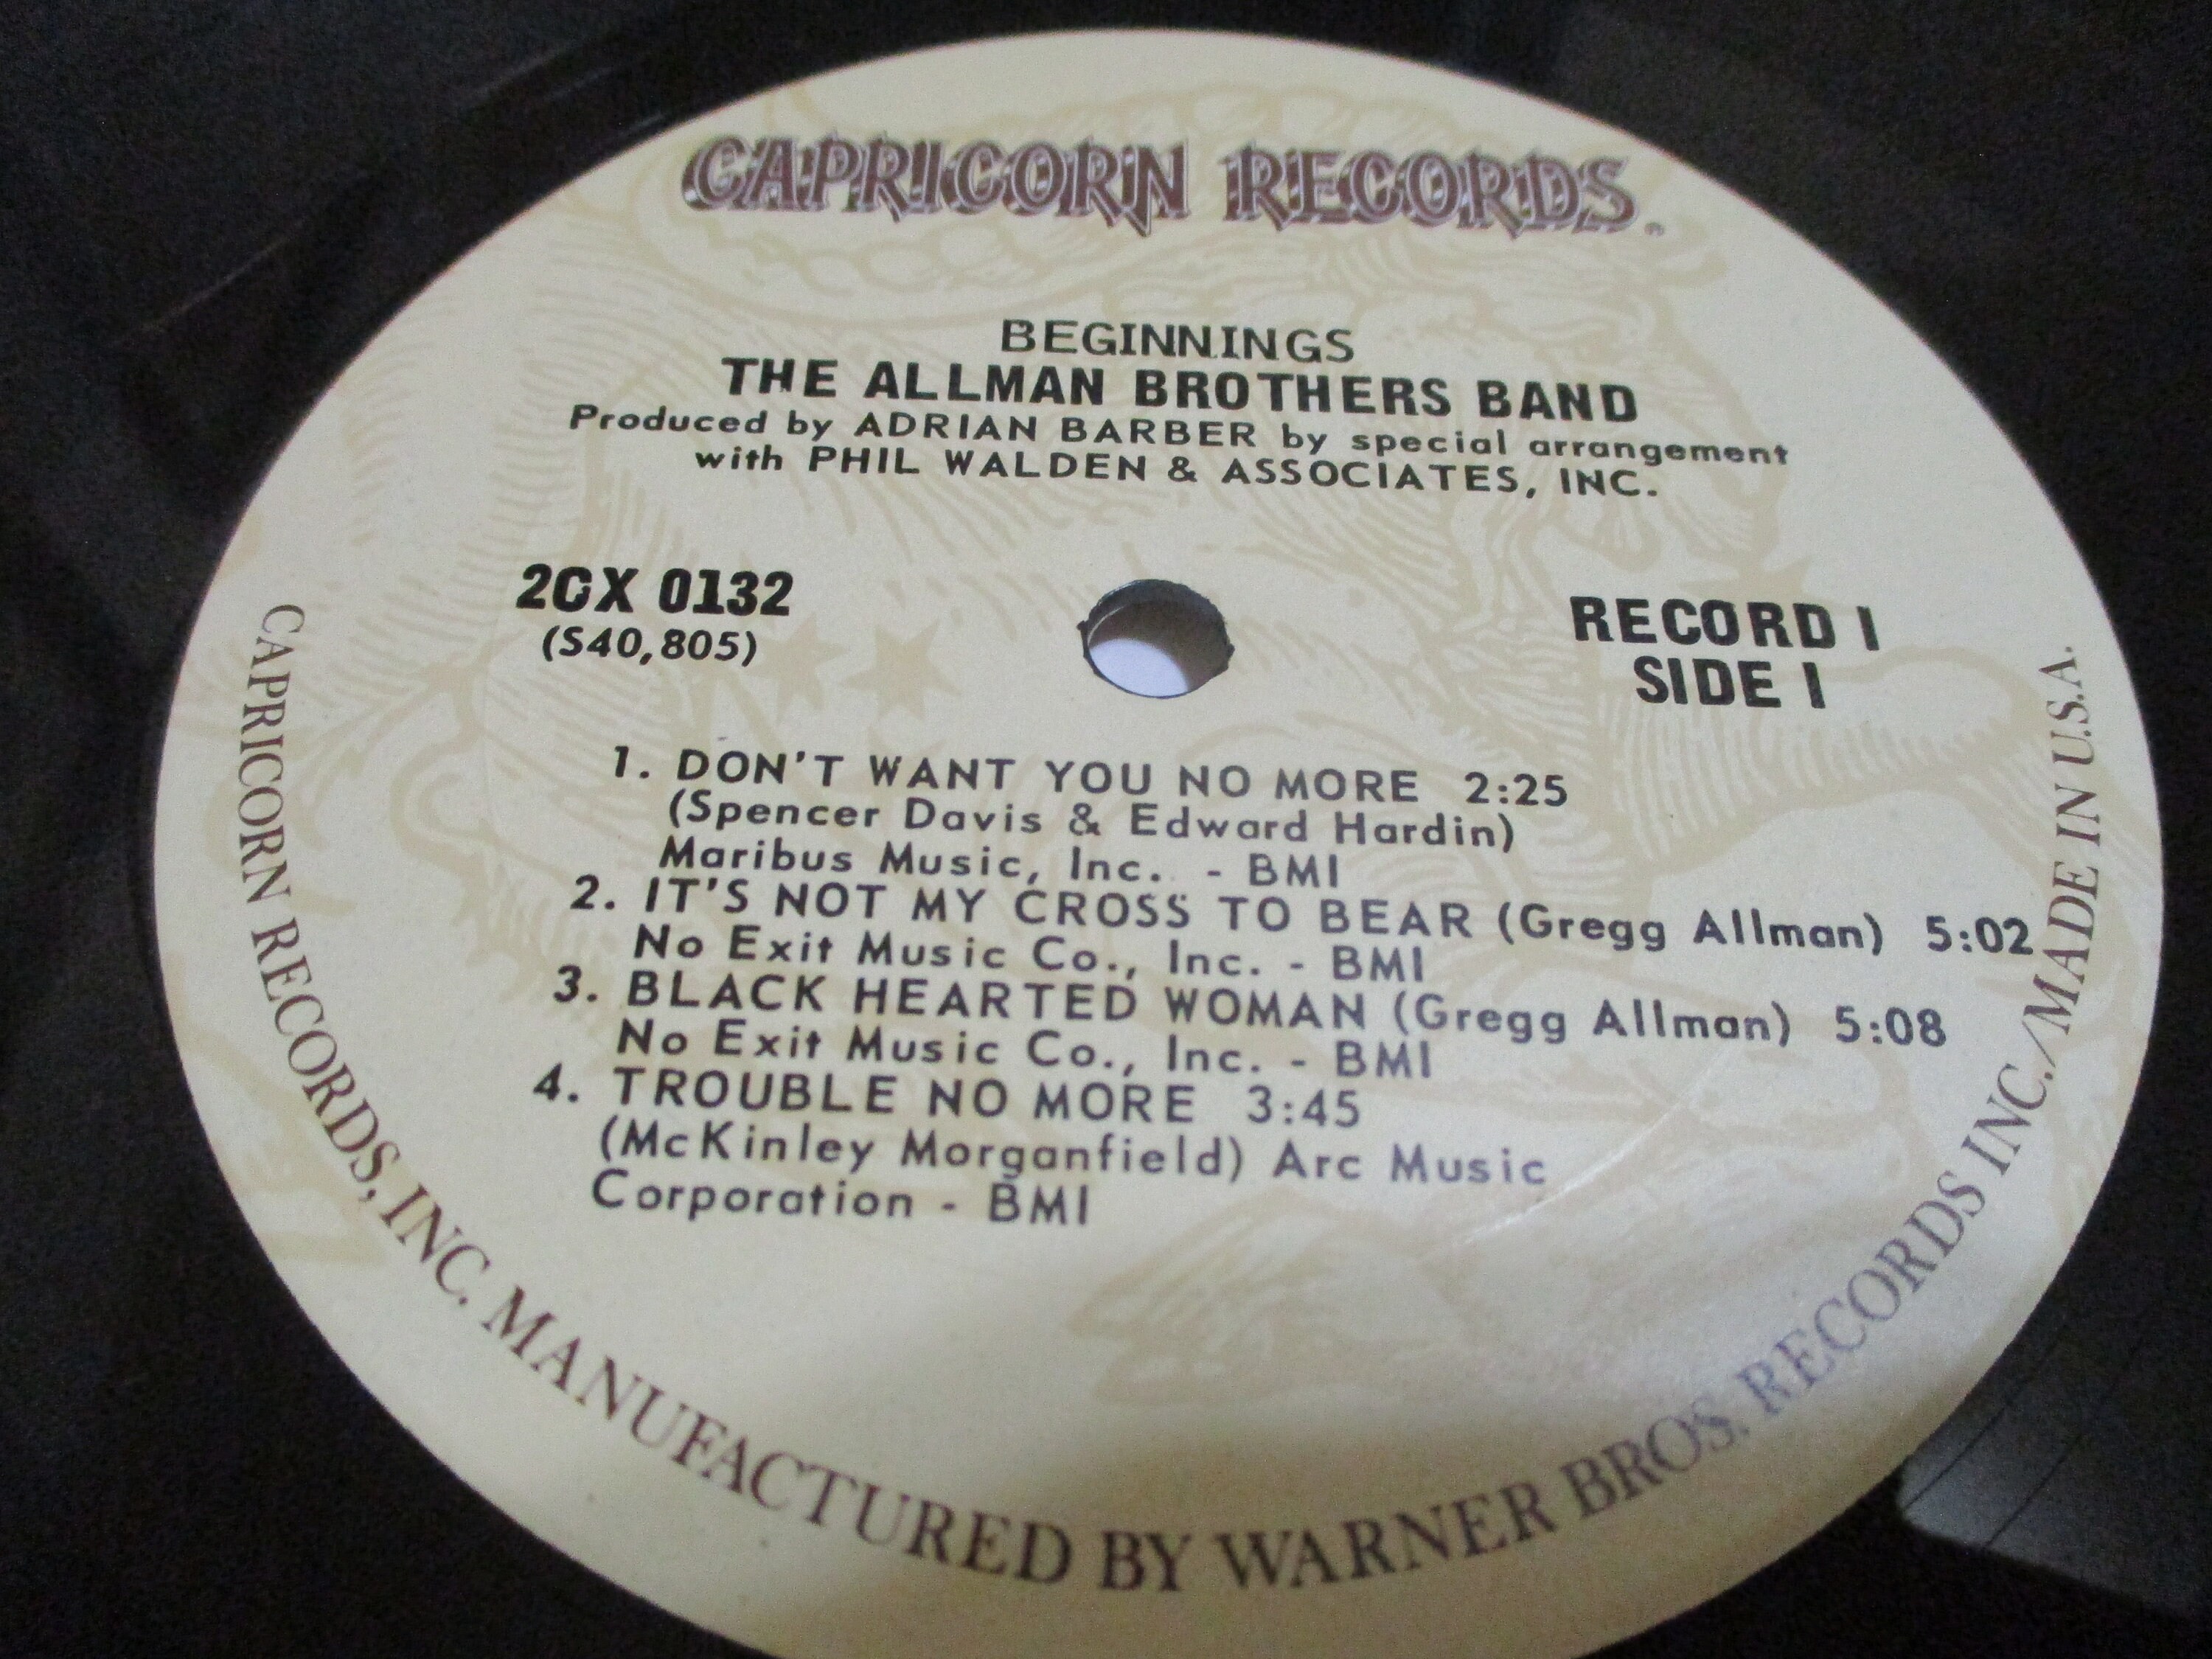 CAPRICORN RECORDS®
BEGINNINGS
THE ALLMAN BROTHERS BAND
Produced by ADRIAN BARBER by special arrangement
with PHIL WALDEN & ASSOCIATES, INC.
2CX 0132
(S40,805)
RECORD 1
SIDE 1
1. DON'T WANT YOU NO MORE 2:25
(Spencer Davis & Edward Hardin)
Maribus Music, Inc. - BMI
2. IT'S NOT MY CROSS TO BEAR (Gregg Allman) 5:02
No Exit Music Co., Inc. - BMI
3. BLACK HEARTED WOMAN (Gregg Allman) 5:08
No Exit Music Co., Inc. - BMI
4. TROUBLE NO MORE 3:45
(McKinley Morganfield) Arc Music
Corporation - BMI
CAPRICORN RECORDS, INC. MANUFACTURED BY WARNER BROS. RECORDS INC./MADE IN U.S.A.